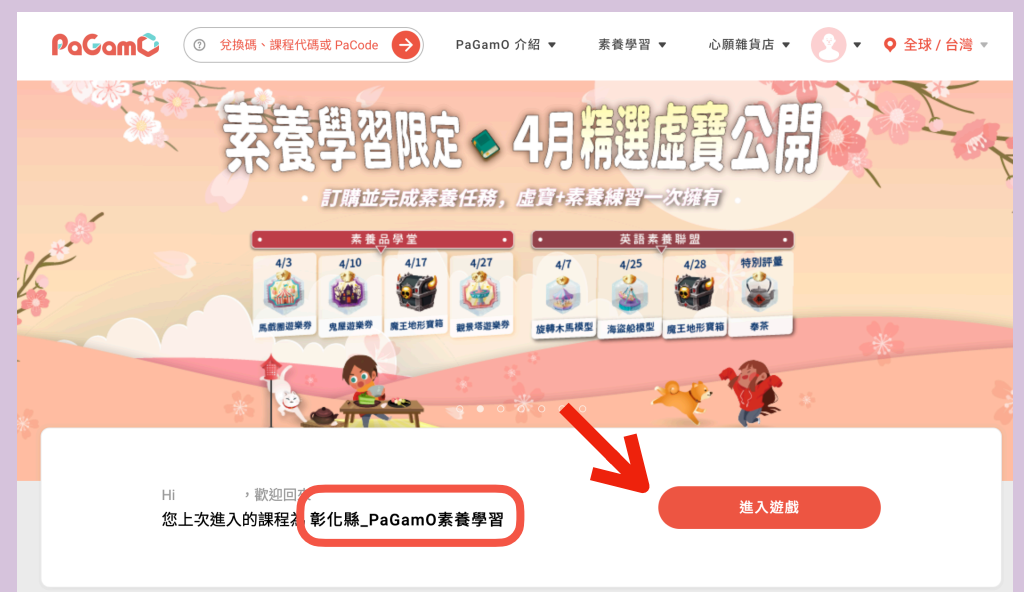 PaGamO
兌換碼、課程代碼或 PaCode
PaGamO 介紹
素養學習
心願雜貨店
全球 / 台灣
素養學習限定 4月精選虛寶公開
訂購並完成素養任務，虛寶+素養練習一次擁有
素養品學堂
英語素養聯盟
4/3
4/10
4/17
4/27
4/7
4/25
4/28
特別評量
馬戲團遊樂券
鬼屋遊樂券
魔王地形寶箱
觀景塔遊樂券
旋轉木馬模型
海盜船模型
魔王地形寶箱
奉茶
Hi ，歡迎回來
您上次進入的課程為 彰化縣_PaGamO素養學習
進入遊戲